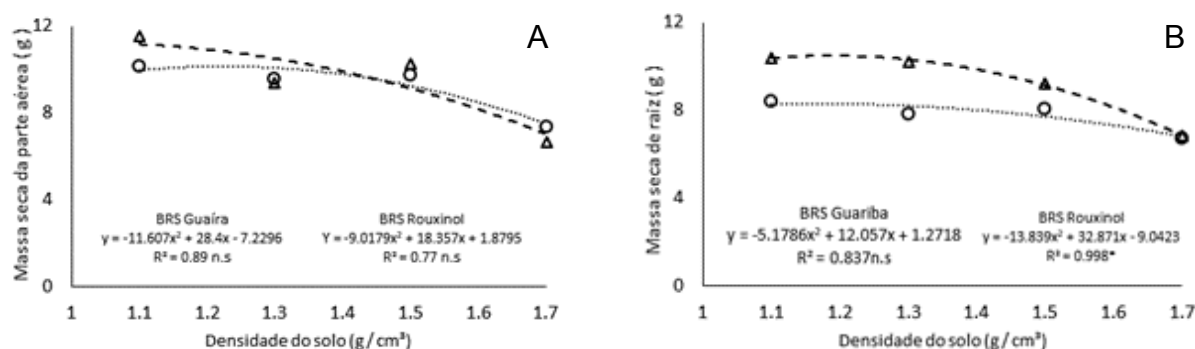 A
Massa seca da parte aérea ( g )
12
8
4
0
BRS Guaíra
y = -11.607x² + 28.4x - 7.2296
R² = 0.89 n.s
BRS Rouxinol
Y = -9.0179x² + 18.357x + 1.8795
R² = 0.77 n.s
1 1.1 1.2 1.3 1.4 1.5 1.6 1.7
Densidade do solo (g / cm³)
B
Massa seca de raiz ( g )
12
8
4
0
BRS Guariba
y = -5.1786x² + 12.057x + 1.2718
R² = 0.837n.s
BRS Rouxinol
y = -13.839x² + 32.871x - 9.0423
R² = 0.998*
1 1.1 1.2 1.3 1.4 1.5 1.6 1.7
Densidade do solo (g / cm³)